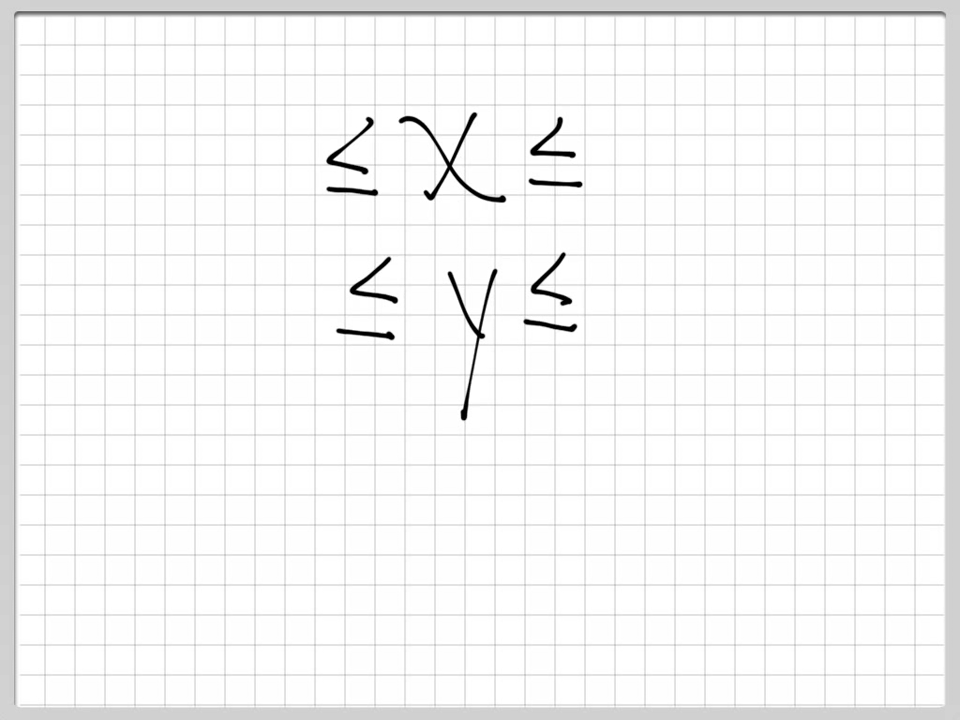 ≤ x ≤
≤ y ≤